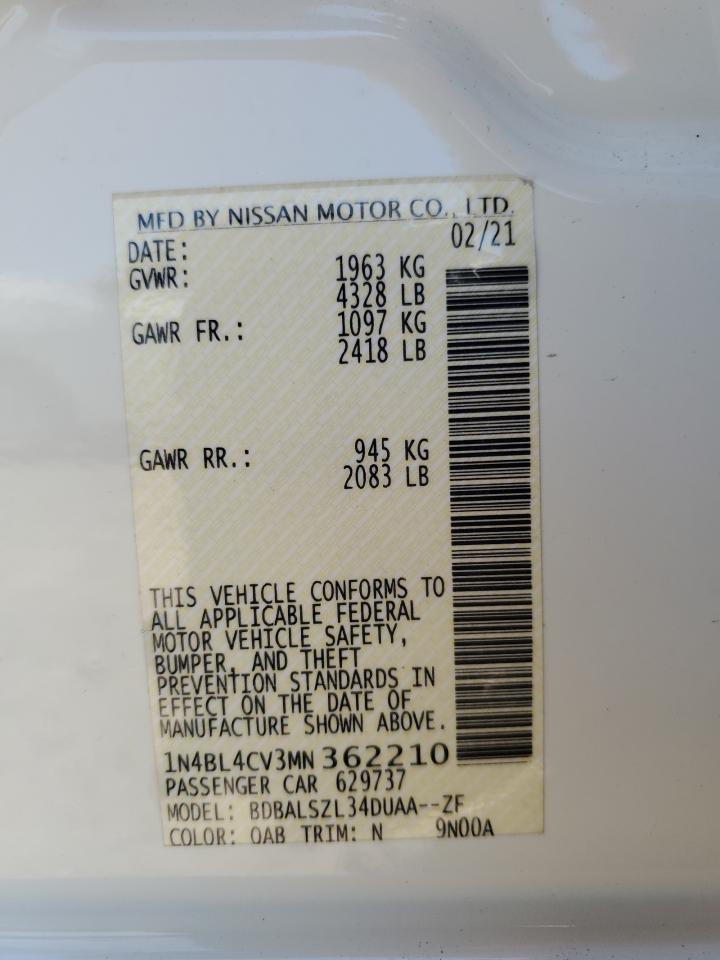 MFD BY NISSAN MOTOR CO., LTD.
DATE: 02/21
GVWR: 1963 KG
4328 LB
GAWR FR.: 1097 KG
2418 LB
GAWR RR.: 945 KG
2083 LB
THIS VEHICLE CONFORMS TO
ALL APPLICABLE FEDERAL
MOTOR VEHICLE SAFETY,
BUMPER, AND THEFT
PREVENTION STANDARDS IN
EFFECT ON THE DATE OF
MANUFACTURE SHOWN ABOVE.
1N4BL4CV3MN 362210
PASSENGER CAR 629737
MODEL: BDBALSZL34DUAA--ZF
COLOR: QAB TRIM: N 9N00A